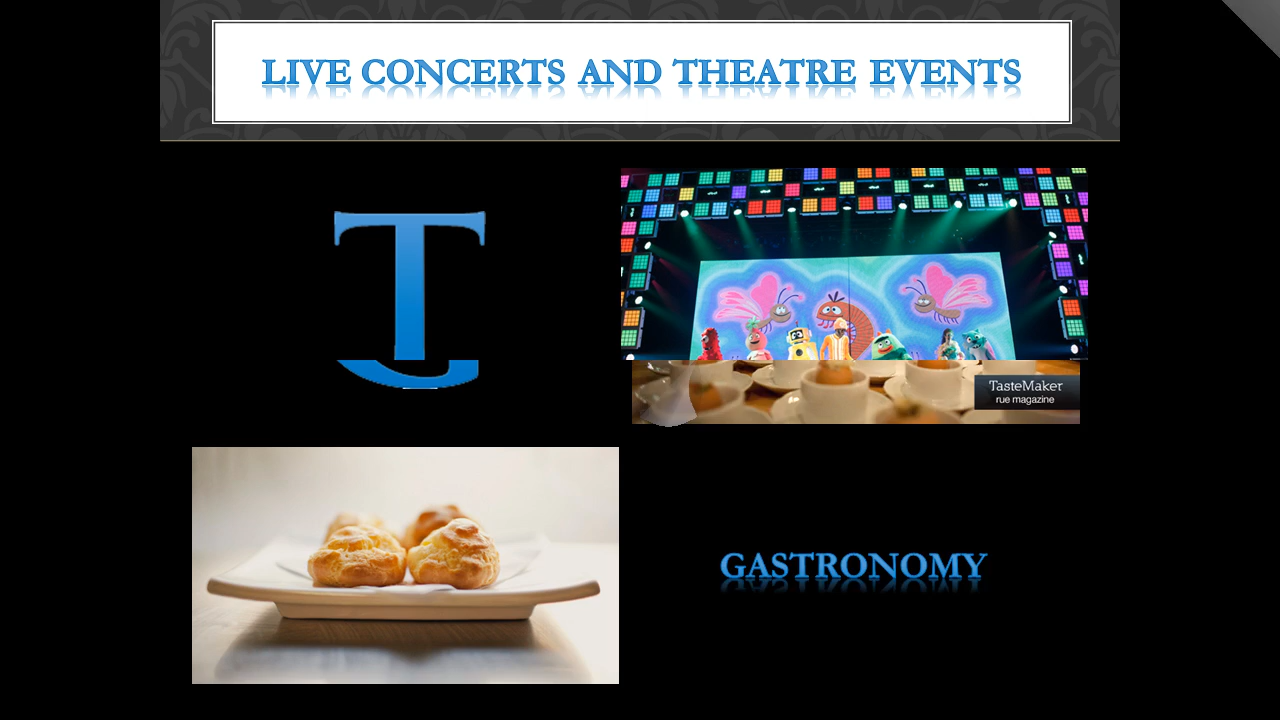 LIVE CONCERTS AND THEATRE EVENTS
T
TasteMaker
rue magazine
GASTRONOMY